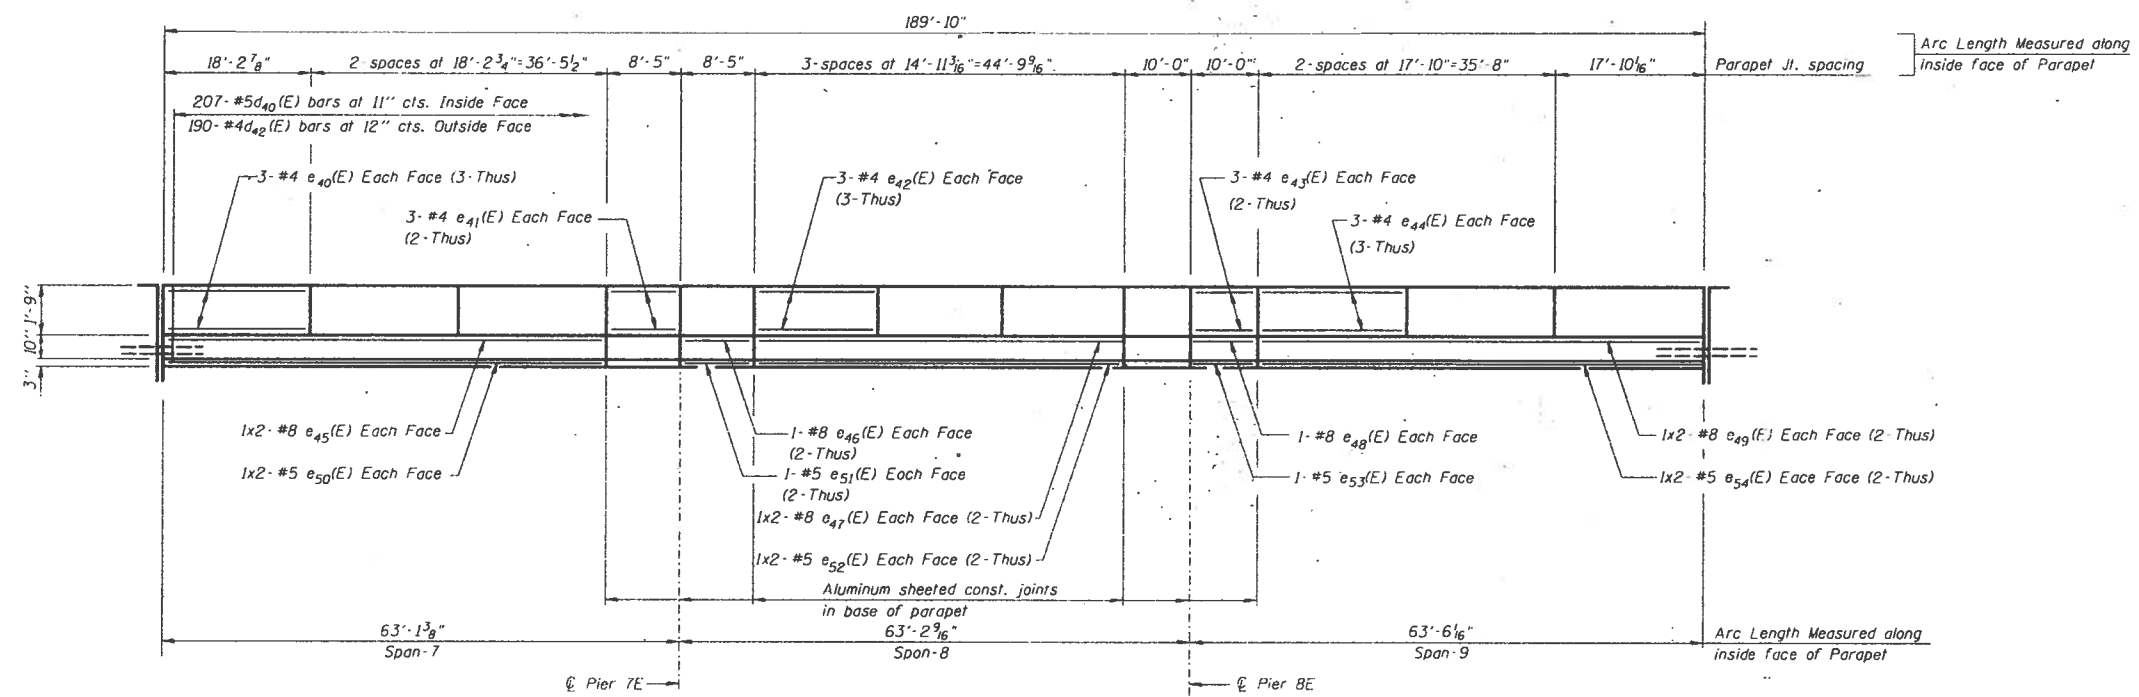 189'-10"
Arc Length Measured along
inside face of Parapet
18'-2 7/8"
2-spaces at 18'-2 3/4"=36'-5 1/2"
8'-5"
8'-5"
3-spaces at 14'-11 3/16"=44'-9 9/16"
10'-0"
10'-0"
2-spaces at 17'-10"=35'-8"
17'-10 1/16"
Parapet Jt. spacing
207-#5d40(E) bars at 11" cts. Inside Face
190-#4d42(E) bars at 12" cts. Outside Face
3-#4 e40(E) Each Face (3-Thus)
3-#4 e42(E) Each Face
(3-Thus)
3-#4 e43(E) Each Face
(2-Thus)
3-#4 e41(E) Each Face
(2-Thus)
3-#4 e44(E) Each Face
(3-Thus)
1'-9"
10"
3"
1x2-#8 e45(E) Each Face
1x2-#5 e50(E) Each Face
1-#8 e46(E) Each Face
(2-Thus)
1-#5 e51(E) Each Face
(2-Thus)
1x2-#8 e47(E) Each Face (2-Thus)
1x2-#5 e52(E) Each Face (2-Thus)
1-#8 e48(E) Each Face
1-#5 e53(E) Each Face
1x2-#8 e49(E) Each Face (2-Thus)
1x2-#5 e54(E) Eace Face (2-Thus)
Aluminum sheeted const. joints
in base of parapet
63'-1 3/8"
Span-7
63'-2 9/16"
Span-8
63'-6 1/16"
Span-9
Arc Length Measured along
inside face of Parapet
℄ Pier 7E
℄ Pier 8E